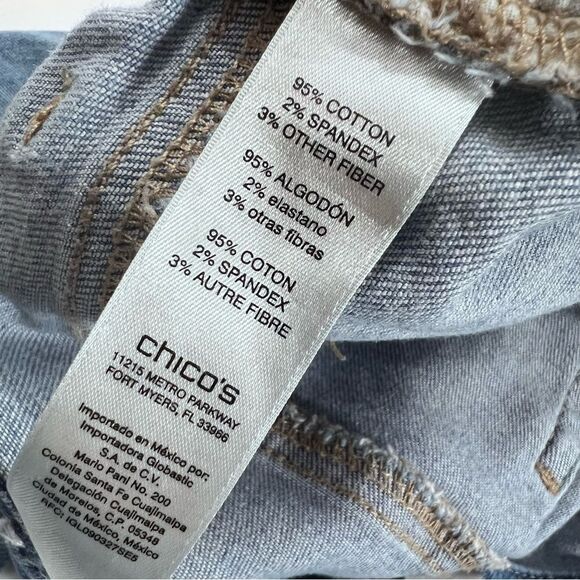 95% COTTON
2% SPANDEX
3% OTHER FIBER
95% ALGODÓN
2% elastano
3% otras fibras
95% COTON
2% SPANDEX
3% AUTRE FIBRE
chico's
11215 METRO PARKWAY
FORT MYERS, FL 33966
Importado en México por:
Importadora Globastic
S.A. de C.V.
Mario Pani No. 200
Colonia Santa Fe Cuajimalpa
Delegación Cuajimalpa
de Morelos, C.P. 05348
Ciudad de México, México
RFC: IGL090327SE5